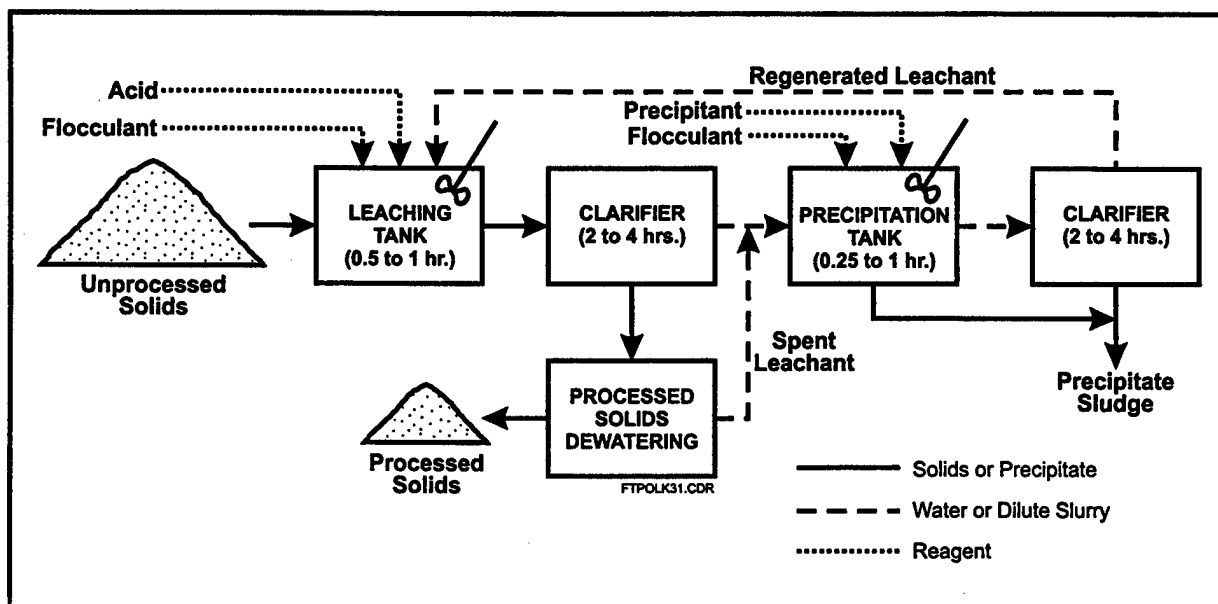 Regenerated Leachant
Acid
Flocculant
Precipitant
Flocculant
LEACHING
TANK
(0.5 to 1 hr.)
CLARIFIER
(2 to 4 hrs.)
PRECIPITATION
TANK
(0.25 to 1 hr.)
CLARIFIER
(2 to 4 hrs.)
Unprocessed
Solids
Spent
Leachant
PROCESSED
SOLIDS
DEWATERING
Processed
Solids
Precipitate
Sludge
FTPOLK31.CDR
Solids or Precipitate
Water or Dilute Slurry
Reagent